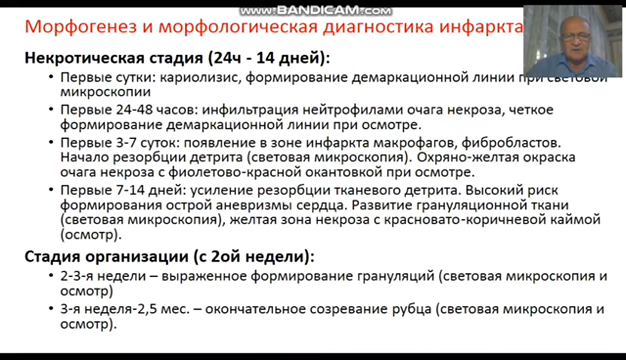 WWW.BANDICAM.COM
Морфогенез и морфологическая диагностика инфаркта
Некротическая стадия (24ч - 14 дней):
• Первые сутки: кариолизис, формирование демаркационной линии при световой
микроскопии
• Первые 24-48 часов: инфильтрация нейтрофилами очага некроза, четкое
формирование демаркационной линии при осмотре.
• Первые 3-7 суток: появление в зоне инфаркта макрофагов, фибробластов.
Начало резорбции детрита (световая микроскопия). Охряно-желтая окраска
очага некроза с фиолетово-красной окантовкой при осмотре.
• Первые 7-14 дней: усиление резорбции тканевого детрита. Высокий риск
формирования острой аневризмы сердца. Развитие грануляционной ткани
(световая микроскопия), желтая зона некроза с красновато-коричневой каймой
(осмотр).
Стадия организации (с 2ой недели):
• 2-3-я недели – выраженное формирование грануляций (световая микроскопия и
осмотр)
• 3-я неделя-2,5 мес. – окончательное созревание рубца (световая микроскопия и
осмотр).